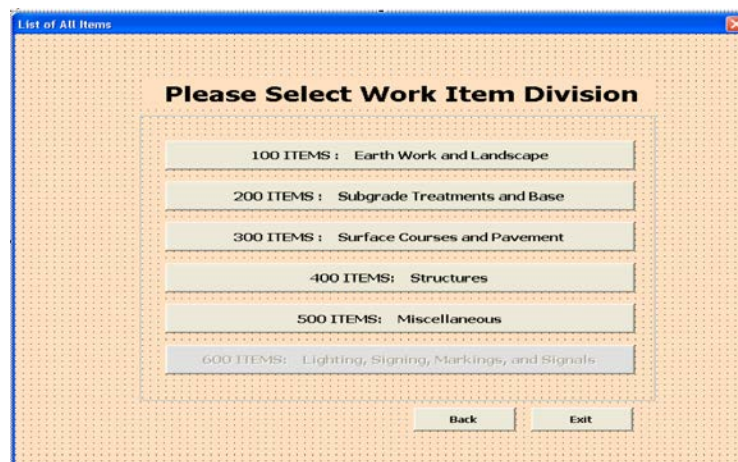 List of All Items
Please Select Work Item Division
100 ITEMS : Earth Work and Landscape
200 ITEMS : Subgrade Treatments and Base
300 ITEMS : Surface Courses and Pavement
400 ITEMS: Structures
500 ITEMS: Miscellaneous
600 ITEMS: Lighting, Signing, Markings, and Signals
Back Exit